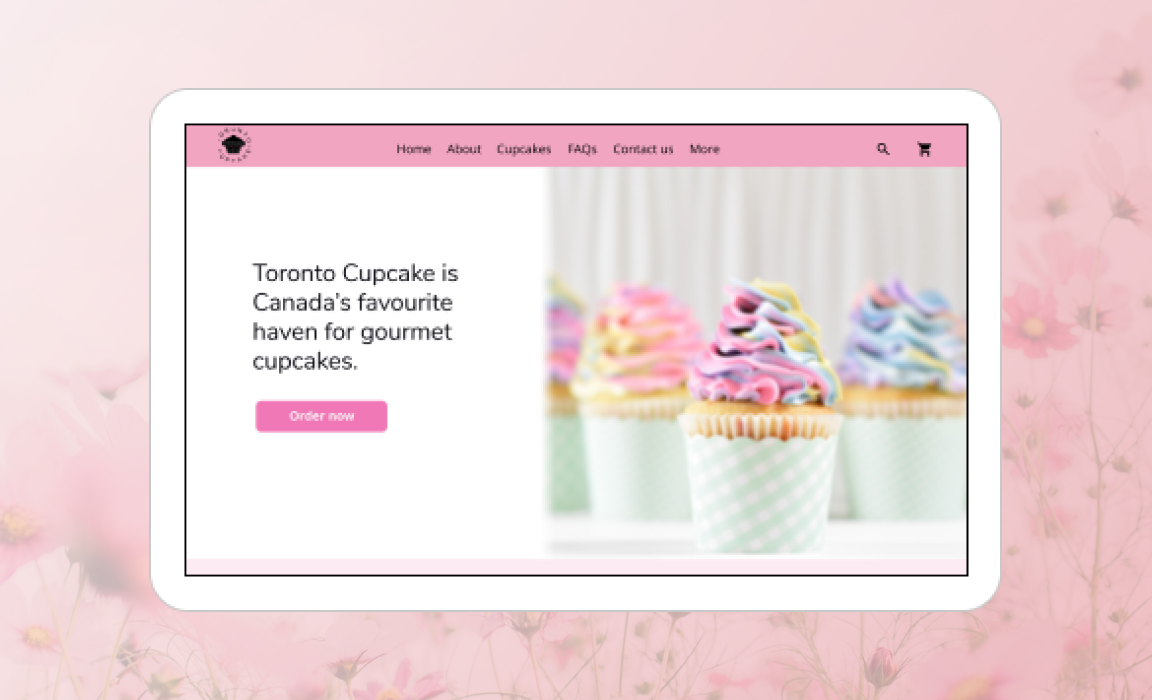 Home About Cupcakes FAQs Contact us More
Toronto Cupcake is
Canada's favourite
haven for gourmet
cupcakes.
Order now